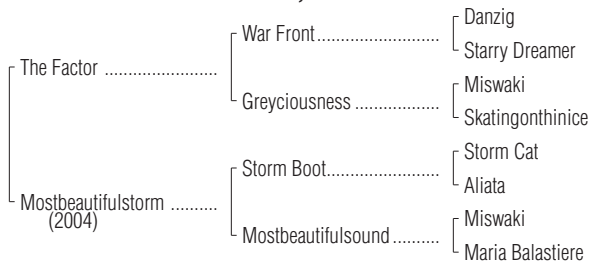 Danzig
War Front..........................
Starry Dreamer
The Factor ........................
Miswaki
Greyciousness ..................
Skatingonthinice
Storm Cat
Storm Boot........................
Aliata
Mostbeautifulstorm ..........
(2004)
Miswaki
Mostbeautifulsound ..........
Maria Balastiere